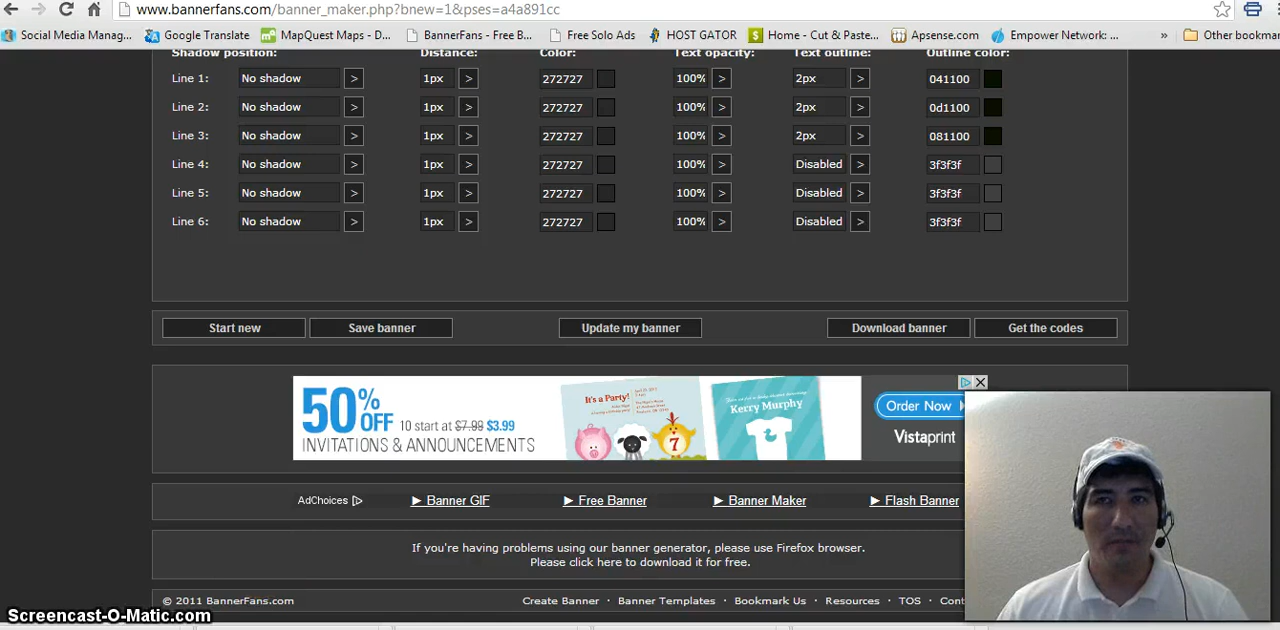 www.bannerfans.com/banner_maker.php?bnew=1&pses=a4a891cc
Social Media Manag... Google Translate MapQuest Maps - D... BannerFans - Free B... Free Solo Ads HOST GATOR Home - Cut & Paste... Apsense.com Empower Network: ... » Other bookmar
Shadow position: Distance: Color: Text opacity: Text outline: Outline color:
Line 1: No shadow > 1px > 272727 100% > 2px > 041100
Line 2: No shadow > 1px > 272727 100% > 2px > 0d1100
Line 3: No shadow > 1px > 272727 100% > 2px > 081100
Line 4: No shadow > 1px > 272727 100% > Disabled > 3f3f3f
Line 5: No shadow > 1px > 272727 100% > Disabled > 3f3f3f
Line 6: No shadow > 1px > 272727 100% > Disabled > 3f3f3f
Start new Save banner Update my banner Download banner Get the codes
50% OFF 10 start at $7.99 $3.99
INVITATIONS & ANNOUNCEMENTS
It's a Party!
7
Kerry Murphy
Order Now
Vistaprint
AdChoices ► Banner GIF ► Free Banner ► Banner Maker ► Flash Banner
If you're having problems using our banner generator, please use Firefox browser.
Please click here to download it for free.
© 2011 BannerFans.com Create Banner · Banner Templates · Bookmark Us · Resources · TOS · Cont
Screencast-O-Matic.com